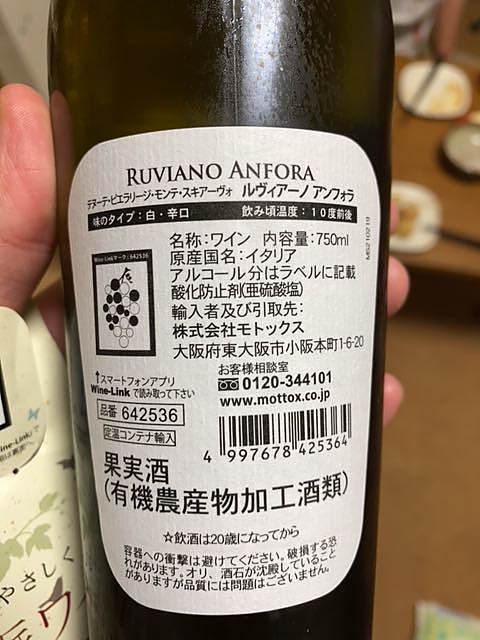 RUVIANO ANFORA
テヌーテ・ピエラリージ・モンテ・スキアーヴォ ルヴィアーノ アンフォラ
味のタイプ：白・辛口 飲み頃温度：１０度前後
Wine-Linkマーク：642536
名称：ワイン 内容量：750ml
原産国名：イタリア
アルコール分はラベルに記載
酸化防止剤(亜硫酸塩)
輸入者及び引取先：
株式会社モトックス
大阪府東大阪市小阪本町1-6-20
お客様相談室
0120-344101
www.mottox.co.jp
↑スマートフォンアプリ
Wine-Linkで読み取って下さい
品番 642536
定温コンテナ輸入
4 997678 425364
果実酒
(有機農産物加工酒類)
☆飲酒は20歳になってから
容器への衝撃は避けてください。破損する恐
れがあります。オリ、酒石が沈殿していること
がありますが品質には問題はございません。
MS210219
ine-Link」で
やさしく